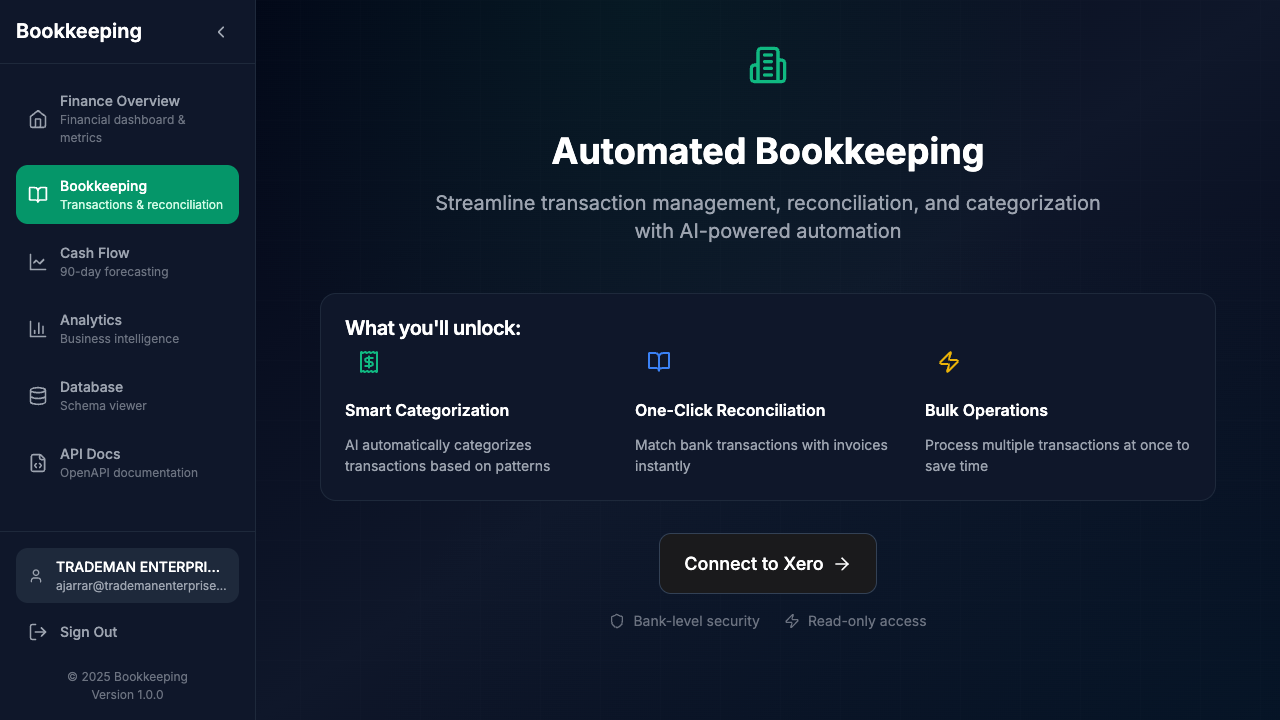 Bookkeeping
Finance Overview
Financial dashboard &
metrics
Bookkeeping
Transactions & reconciliation
Cash Flow
90-day forecasting
Analytics
Business intelligence
Database
Schema viewer
API Docs
OpenAPI documentation
TRADEMAN ENTERPRI...
ajarrar@trademanenterprise...
Sign Out
© 2025 Bookkeeping
Version 1.0.0
Automated Bookkeeping
Streamline transaction management, reconciliation, and categorization
with AI-powered automation
What you'll unlock:
Smart Categorization
AI automatically categorizes
transactions based on patterns
One-Click Reconciliation
Match bank transactions with invoices
instantly
Bulk Operations
Process multiple transactions at once to
save time
Connect to Xero
Bank-level security
Read-only access